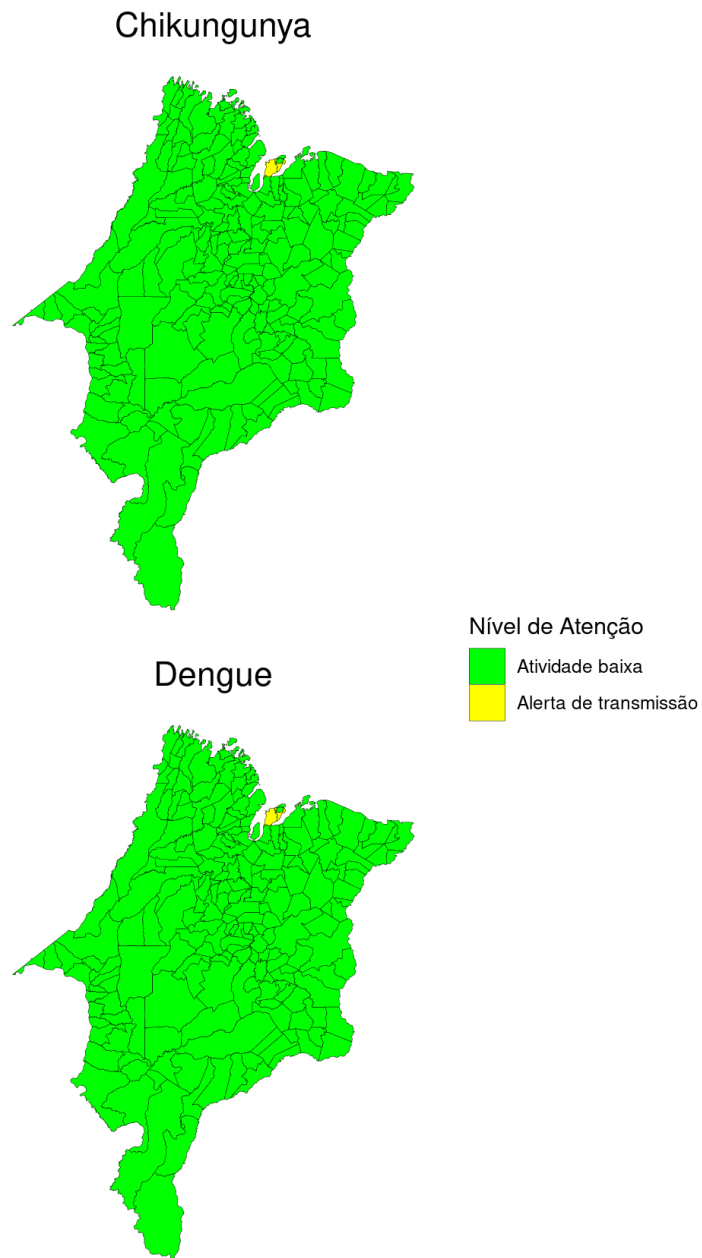 Chikungunya
Nível de Atenção
Atividade baixa
Alerta de transmissão
Dengue